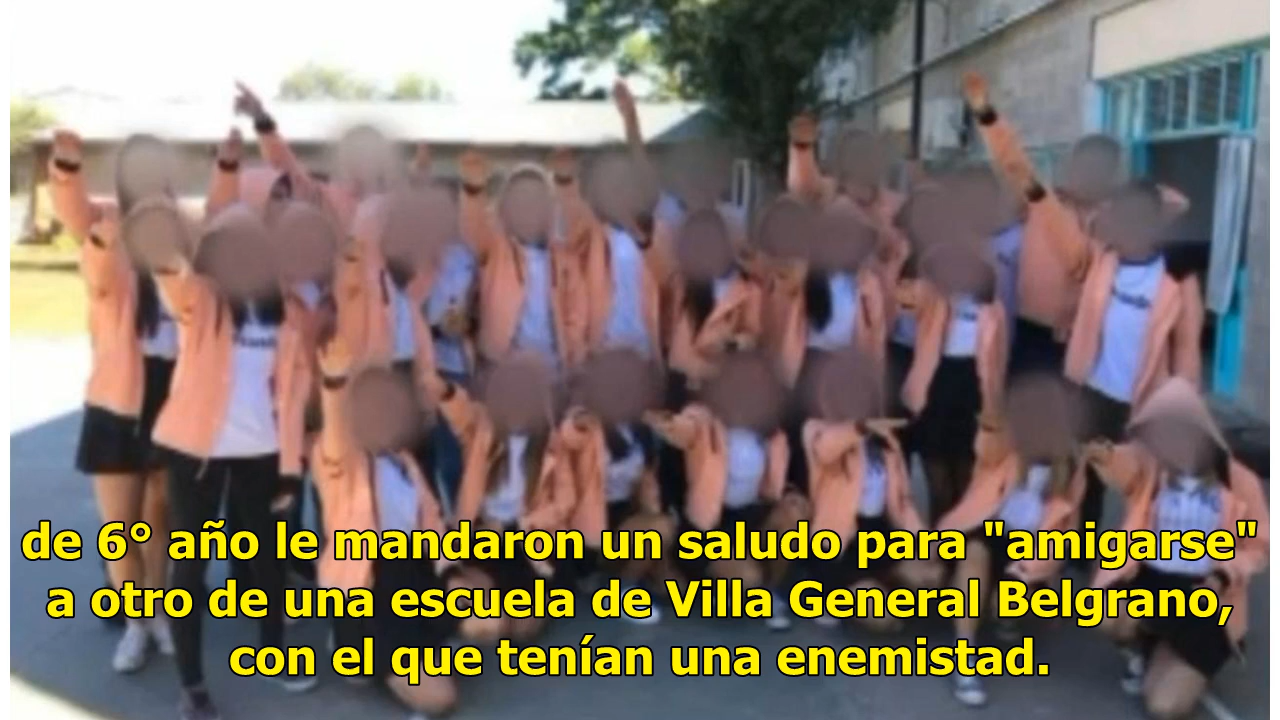 de 6° año le mandaron un saludo para "amigarse"
a otro de una escuela de Villa General Belgrano,
con el que tenían una enemistad.